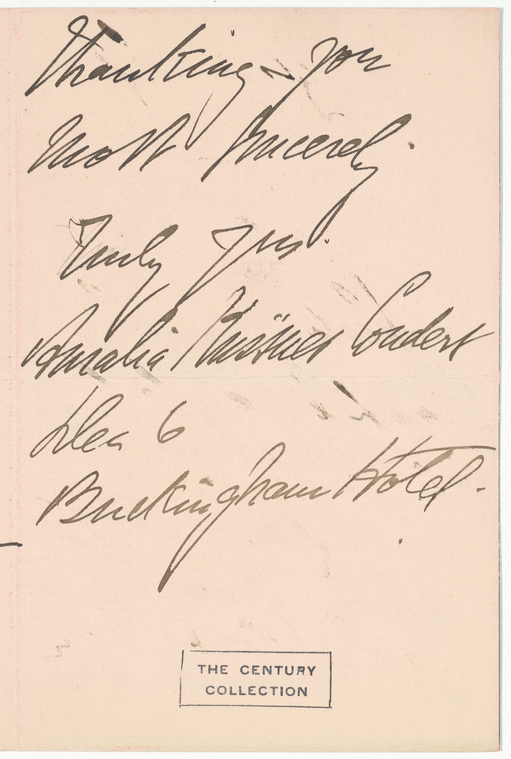 Thanking you
Most Sincerely.
Truly yrs.
Amalia Küssner Coudert
Dec 6
Buckingham Hotel.
THE CENTURY
COLLECTION